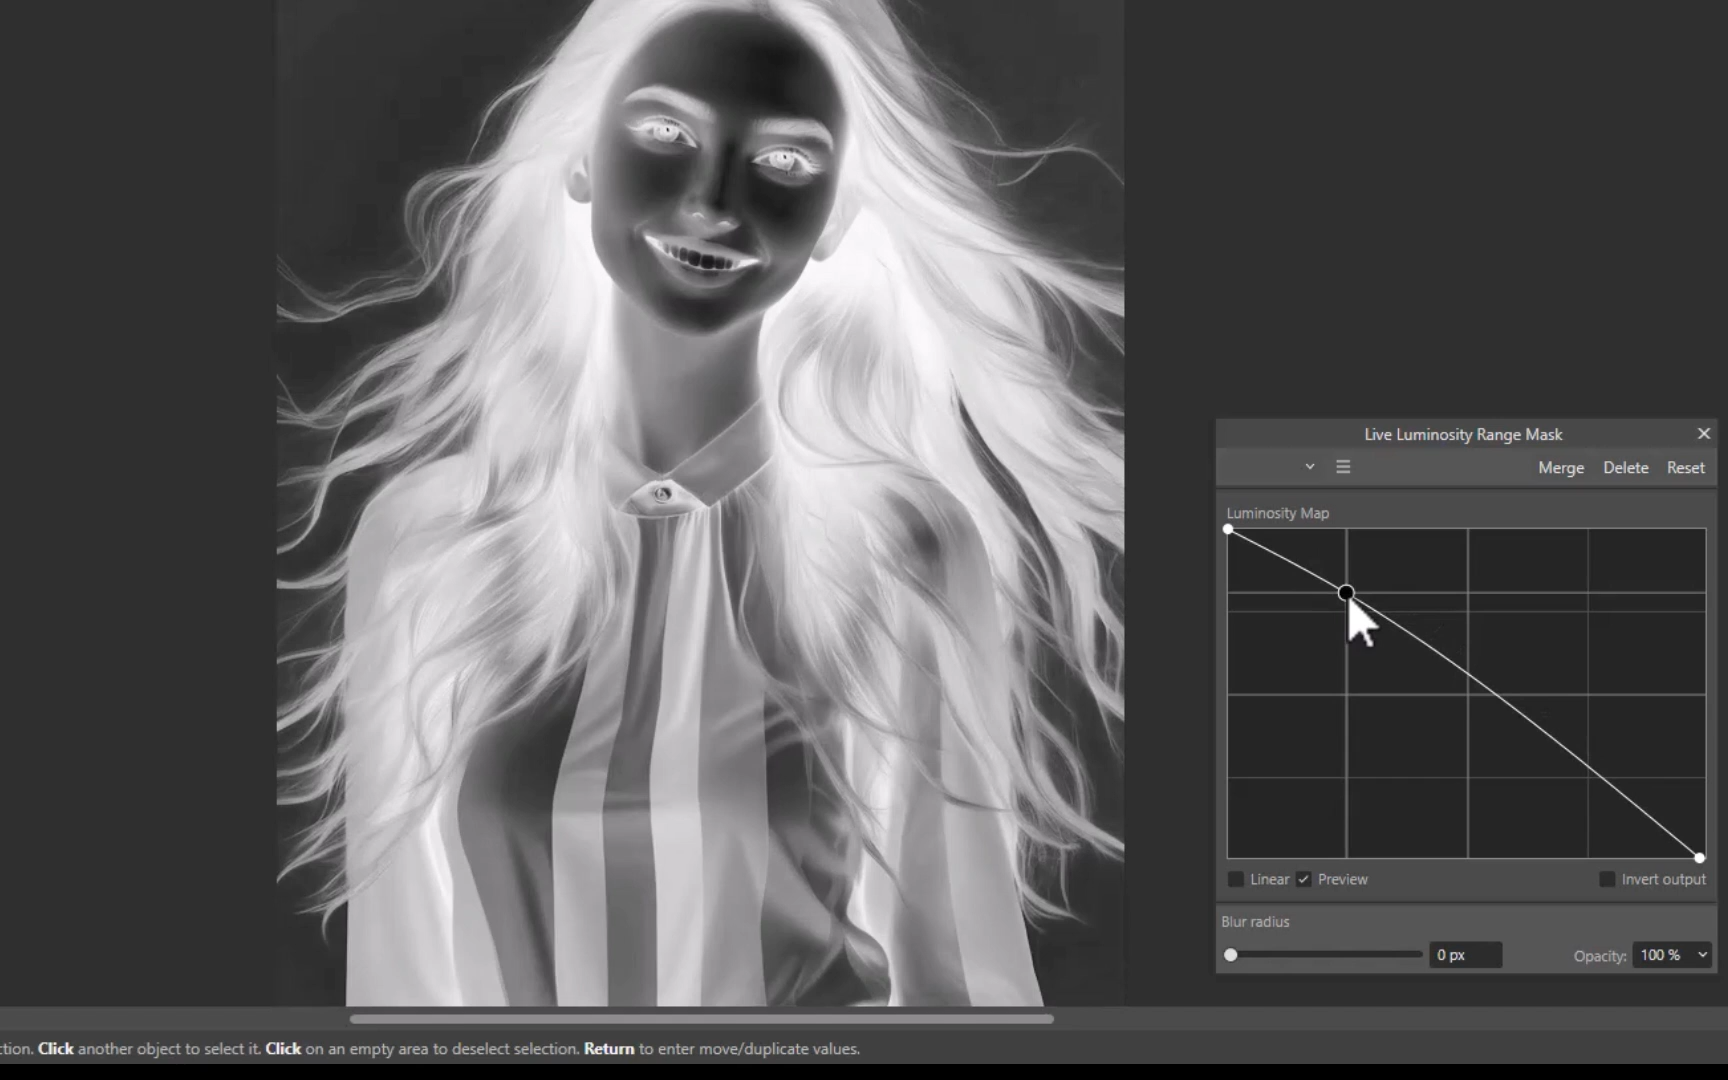 Live Luminosity Range Mask
Merge Delete Reset
Luminosity Map
Linear Preview Invert output
Blur radius
0 px Opacity: 100 %
ction. Click another object to select it. Click on an empty area to deselect selection. Return to enter move/duplicate values.